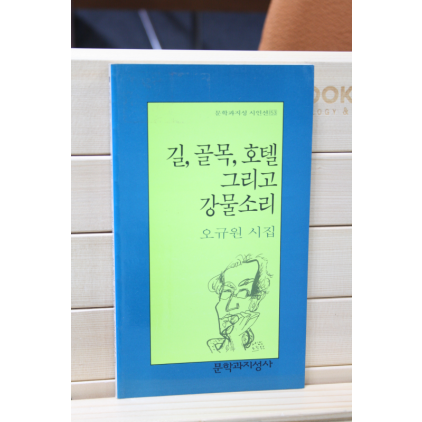 문학과지성 시인선
길, 골목, 호텔
그리고
강물소리
오규원 시집
문학과지성사
OOK